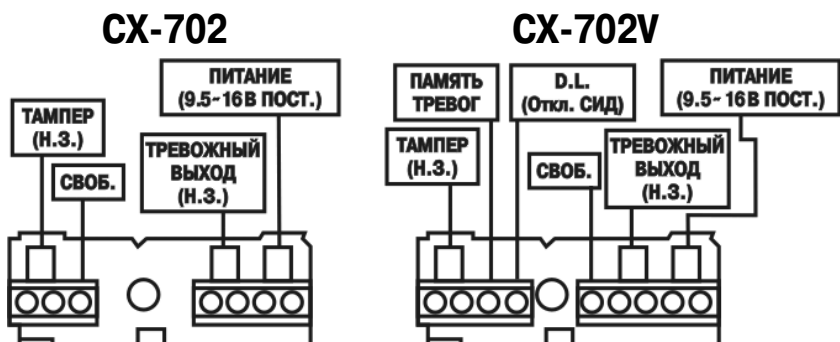 CX-702
ПИТАНИЕ
(9.5~16В ПОСТ.)
ТАМПЕР
(Н.З.)
СВОБ.
ТРЕВОЖНЫЙ
ВЫХОД
(Н.З.)
CX-702V
ПАМЯТЬ
ТРЕВОГ
D.L.
(Откл. СИД)
ПИТАНИЕ
(9.5~16В ПОСТ.)
ТАМПЕР
(Н.З.)
СВОБ.
ТРЕВОЖНЫЙ
ВЫХОД
(Н.З.)